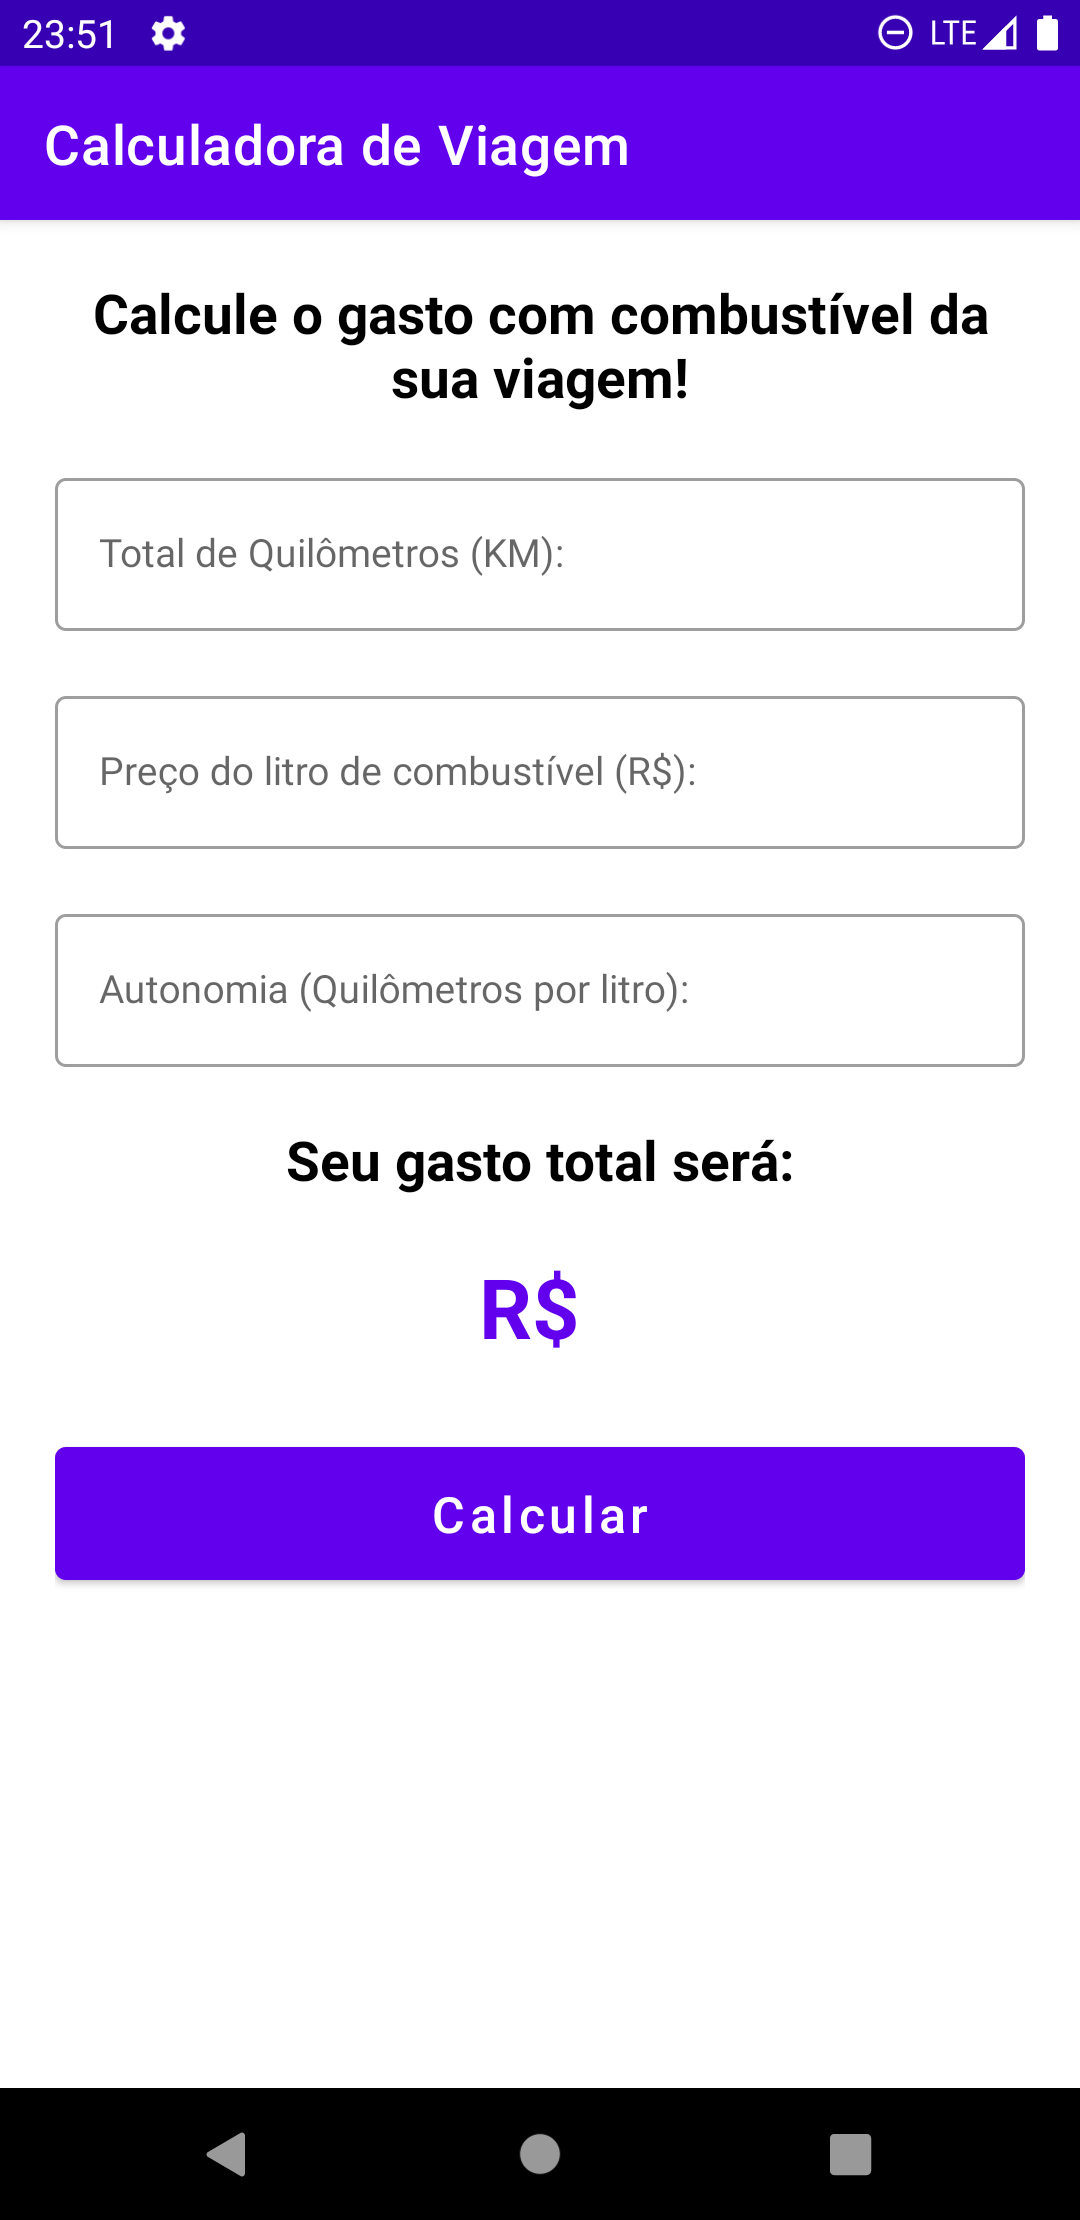 23:51 LTE
Calculadora de Viagem
Calcule o gasto com combustível da
sua viagem!
Total de Quilômetros (KM):
Preço do litro de combustível (R$):
Autonomia (Quilômetros por litro):
Seu gasto total será:
R$
Calcular